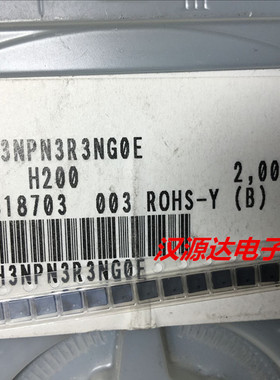 3NPN3R3NG0E
H200 2,00
18703 003 ROHS-Y (B)
汉源达电子
H3NPN3R3NG0E